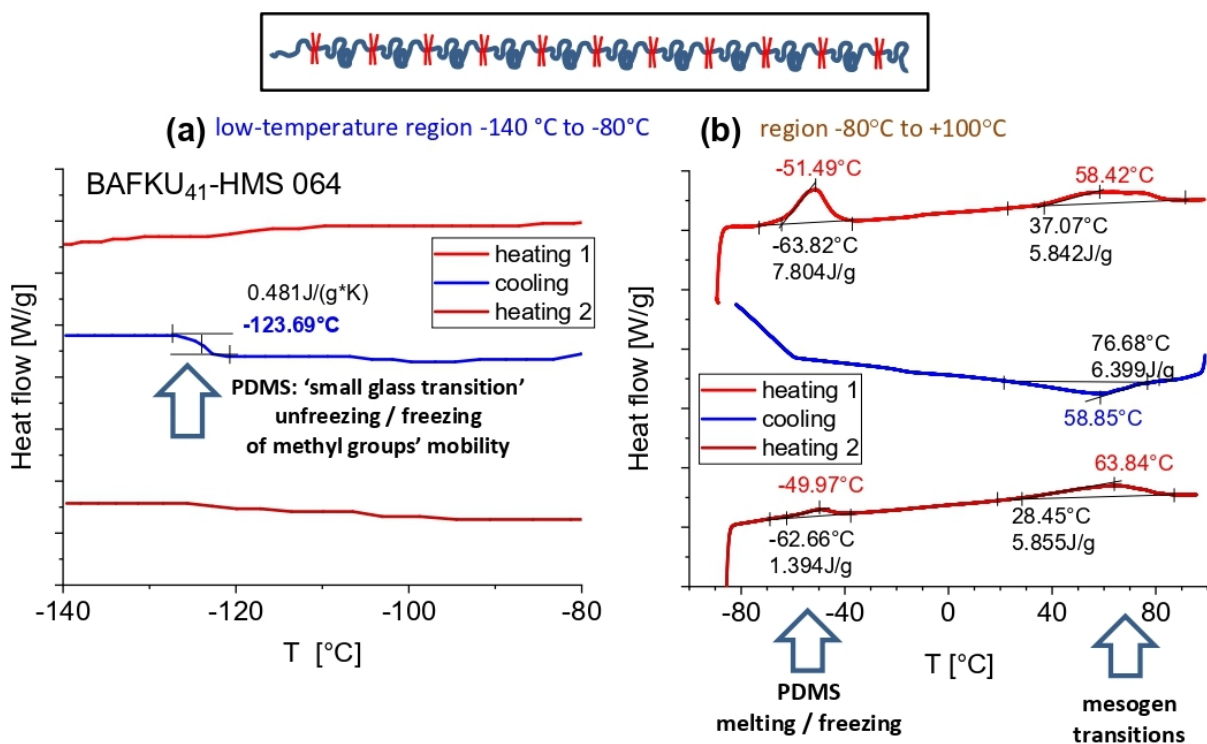 (a) low-temperature region -140 °C to -80°C
BAFKU₄₁-HMS 064
heating 1
cooling
heating 2
0.481J/(g*K)
-123.69°C
PDMS: ‘small glass transition’
unfreezing / freezing
of methyl groups’ mobility
Heat flow [W/g]
-140 -120 -100 -80
T [°C]
(b) region -80°C to +100°C
-51.49°C
58.42°C
-63.82°C
7.804J/g
37.07°C
5.842J/g
76.68°C
6.399J/g
58.85°C
heating 1
cooling
heating 2
-49.97°C
63.84°C
-62.66°C
1.394J/g
28.45°C
5.855J/g
Heat flow [W/g]
-80 -40 0 40 80
T [°C]
PDMS
melting / freezing
mesogen
transitions